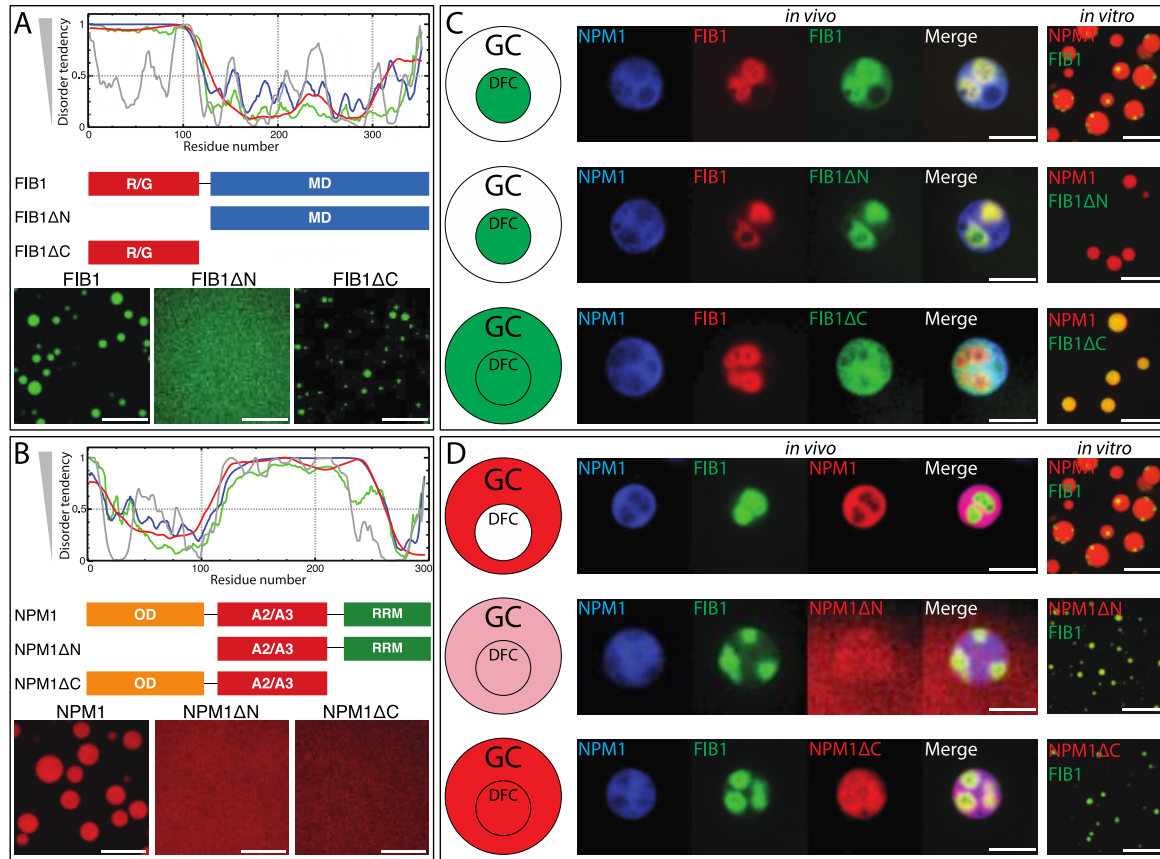 A
Disorder tendency
0,5
0 100 200 300
Residue number
FIB1 R/G MD
FIB1ΔN MD
FIB1ΔC R/G
FIB1 FIB1ΔN FIB1ΔC
B
Disorder tendency
0,5
0 100 200 300
Residue number
NPM1 OD A2/A3 RRM
NPM1ΔN A2/A3 RRM
NPM1ΔC OD A2/A3
NPM1 NPM1ΔN NPM1ΔC
C
in vivo in vitro
GC
DFC
NPM1 FIB1 FIB1 Merge
NPM1
FIB1
GC
DFC
NPM1 FIB1 FIB1ΔN Merge
NPM1
FIB1ΔN
GC
DFC
NPM1 FIB1 FIB1ΔC Merge
NPM1
FIB1ΔC
D
in vivo in vitro
GC
DFC
NPM1 FIB1 NPM1 Merge
NPM1
FIB1
GC
DFC
NPM1 FIB1 NPM1ΔN Merge
NPM1ΔN
FIB1
GC
DFC
NPM1 FIB1 NPM1ΔC Merge
NPM1ΔC
FIB1